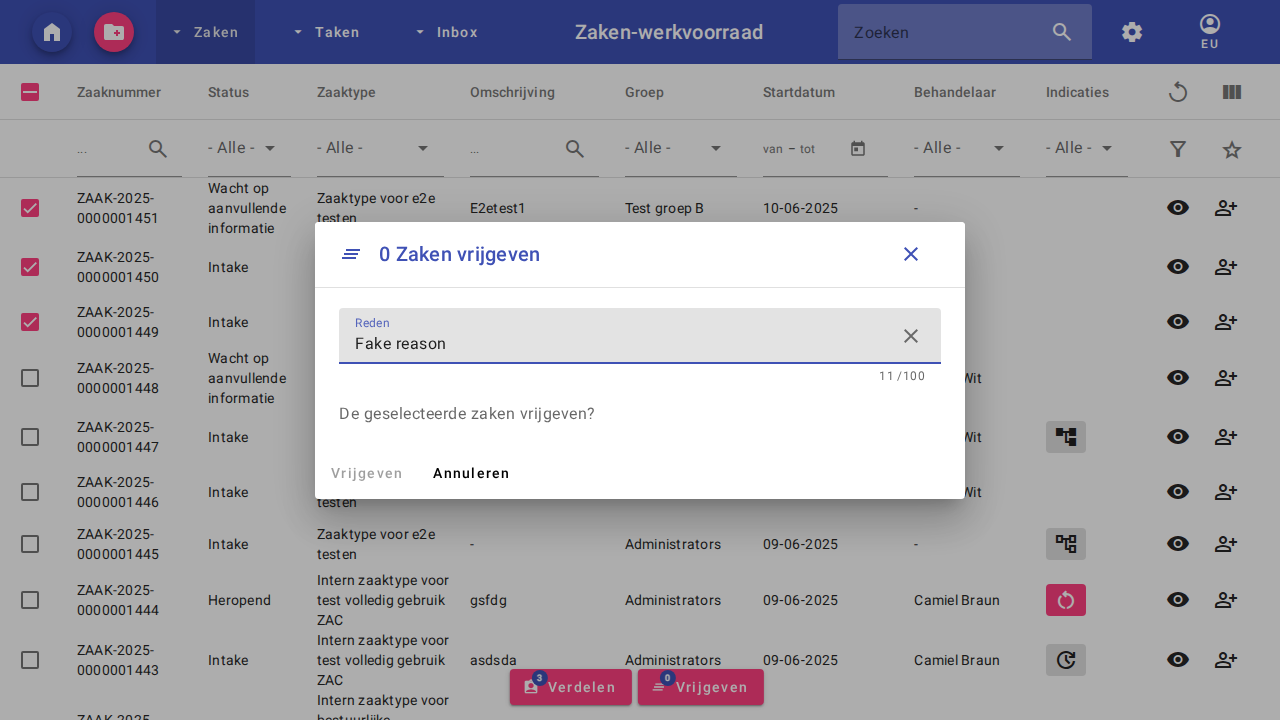 Zaken
Taken
Inbox
Zaken-werkvoorraad
Zoeken
EU
Zaaknummer Status Zaaktype Omschrijving Groep Startdatum Behandelaar Indicaties
... - Alle - - Alle - ... - Alle - van – tot - Alle - - Alle -
ZAAK-2025-
0000001451
Wacht op
aanvullende
informatie
Zaaktype voor e2e
testen
E2etest1
Test groep B
10-06-2025
-
ZAAK-2025-
0000001450
Intake
ZAAK-2025-
0000001449
Intake
ZAAK-2025-
0000001448
Wacht op
aanvullende
informatie
Wit
ZAAK-2025-
0000001447
Intake
Wit
ZAAK-2025-
0000001446
Intake
testen
Wit
0 Zaken vrijgeven
Reden
Fake reason
11 /100
De geselecteerde zaken vrijgeven?
Vrijgeven
Annuleren
ZAAK-2025-
0000001445
Intake
Zaaktype voor e2e
testen
-
Administrators
09-06-2025
-
ZAAK-2025-
0000001444
Heropend
Intern zaaktype voor
test volledig gebruik
ZAC
gsfdg
Administrators
09-06-2025
Camiel Braun
ZAAK-2025-
0000001443
Intake
Intern zaaktype voor
test volledig gebruik
ZAC
asdsda
Administrators
09-06-2025
Camiel Braun
ZAAK-2025-
Intern zaaktype voor
bestuurlijke
3
Verdelen
0
Vrijgeven